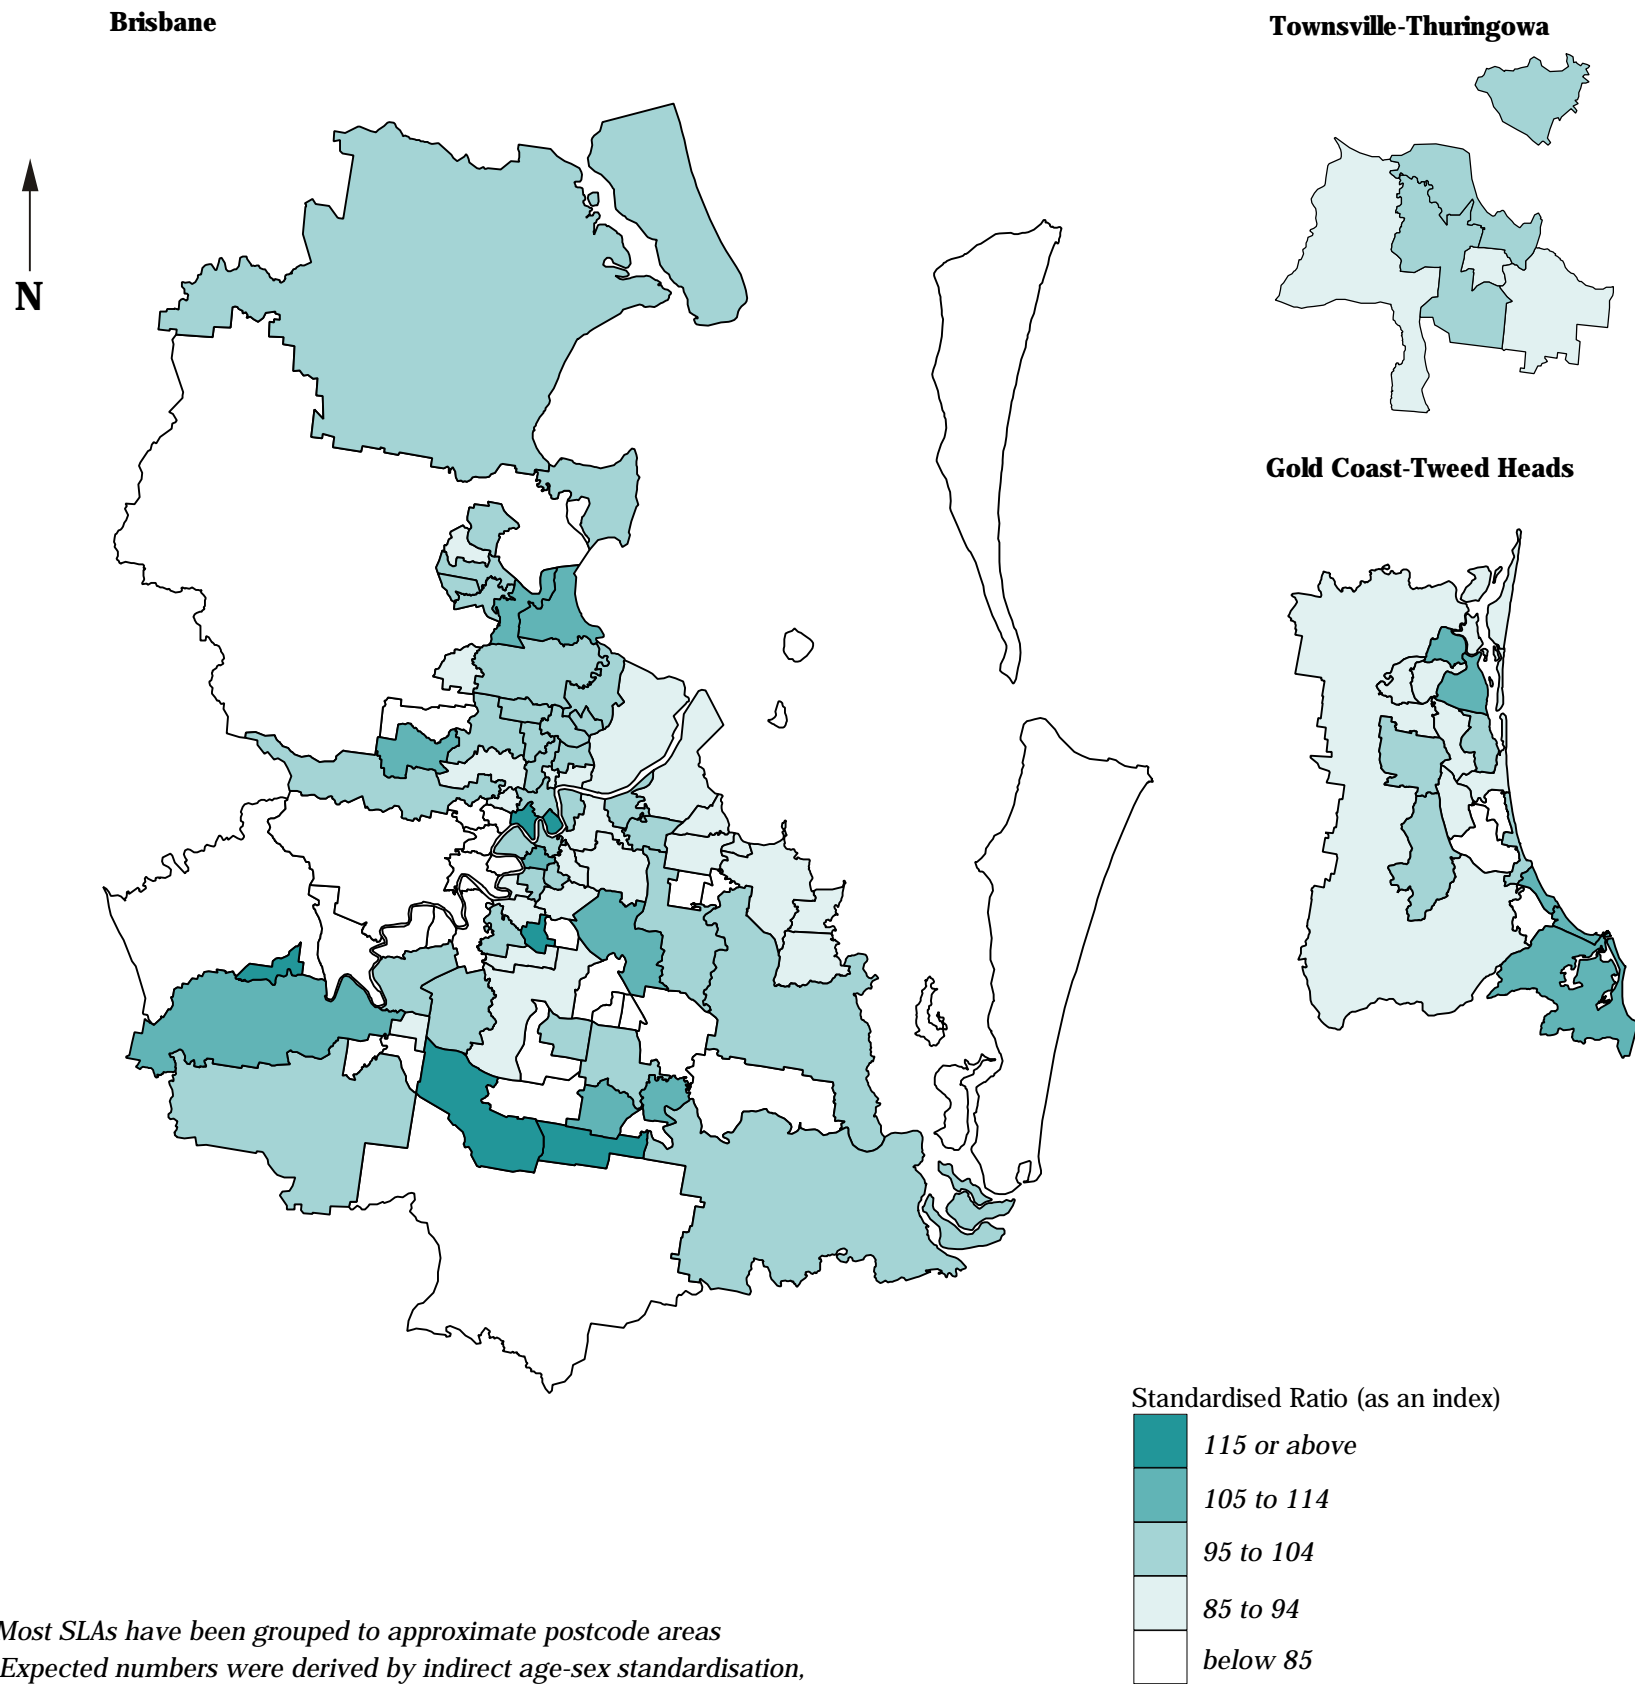 Brisbane
Townsville-Thuringowa
N
Gold Coast-Tweed Heads
Standardised Ratio (as an index)
115 or above
105 to 114
95 to 104
85 to 94
below 85
Most SLAs have been grouped to approximate postcode areas
Expected numbers were derived by indirect age-sex standardisation,